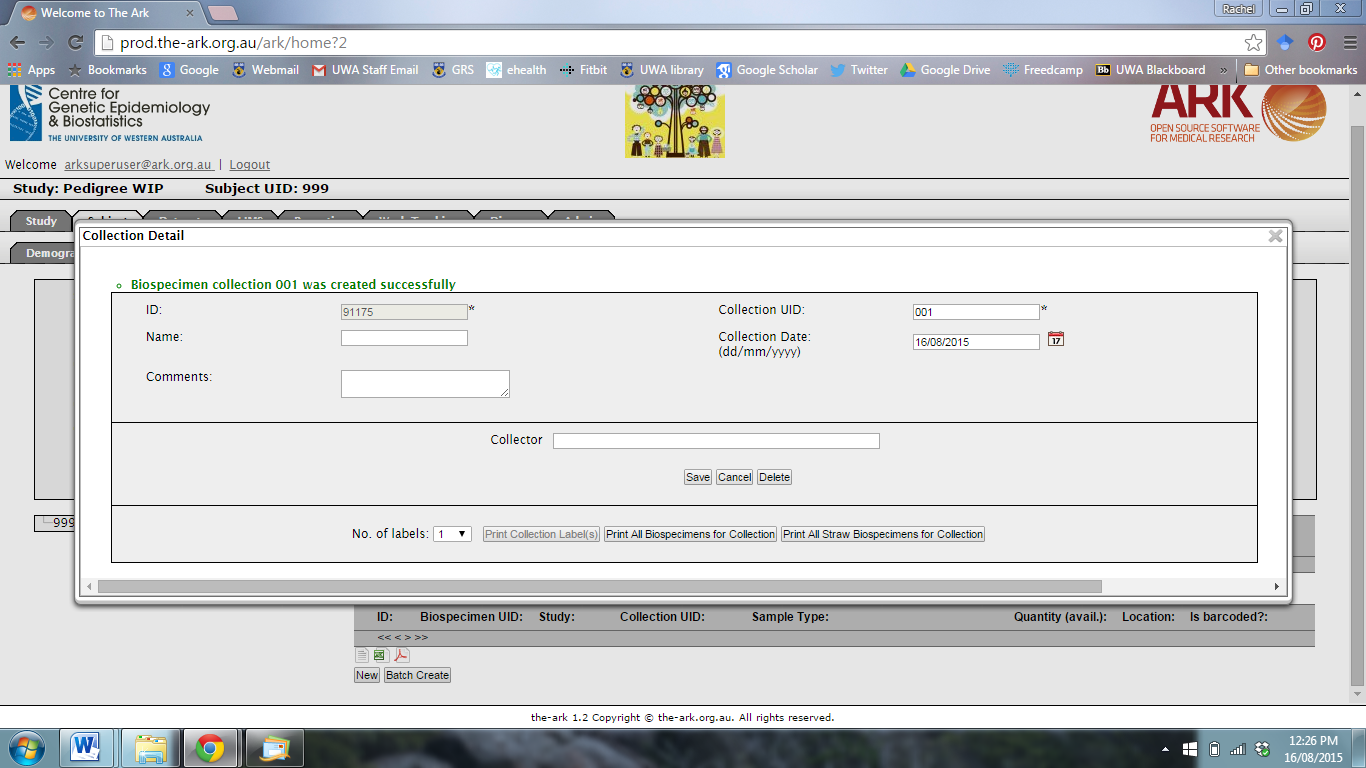 Welcome to The Ark
Rachel
prod.the-ark.org.au/ark/home?2
Apps Bookmarks Google Webmail UWA Staff Email GRS ehealth Fitbit UWA library Google Scholar Twitter Google Drive Freedcamp Bb UWA Blackboard » Other bookmarks
Centre for
Genetic Epidemiology
& Biostatistics
THE UNIVERSITY OF WESTERN AUSTRALIA
ARK
OPEN SOURCE SOFTWARE
FOR MEDICAL RESEARCH
Welcome arksuperuser@ark.org.au | Logout
Study: Pedigree WIP Subject UID: 999
Study
Demogra
Collection Detail
Biospecimen collection 001 was created successfully
ID: 91175 * Collection UID: 001 *
Name: Collection Date: 16/08/2015 17
(dd/mm/yyyy)
Comments:
Collector
Save Cancel Delete
No. of labels: 1 Print Collection Label(s) Print All Biospecimens for Collection Print All Straw Biospecimens for Collection
999
ID: Biospecimen UID: Study: Collection UID: Sample Type: Quantity (avail.): Location: Is barcoded?:
<< < > >>
New Batch Create
the-ark 1.2 Copyright © the-ark.org.au. All rights reserved.
12:26 PM
16/08/2015